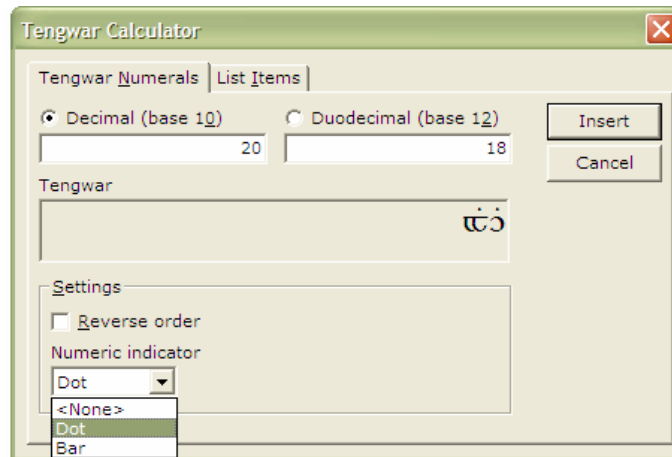 Tengwar Calculator
Tengwar Numerals List Items
Decimal (base 10) Duodecimal (base 12) Insert
20 18
Cancel
Tengwar
Settings
Reverse order
Numeric indicator
Dot
<None>
Dot
Bar